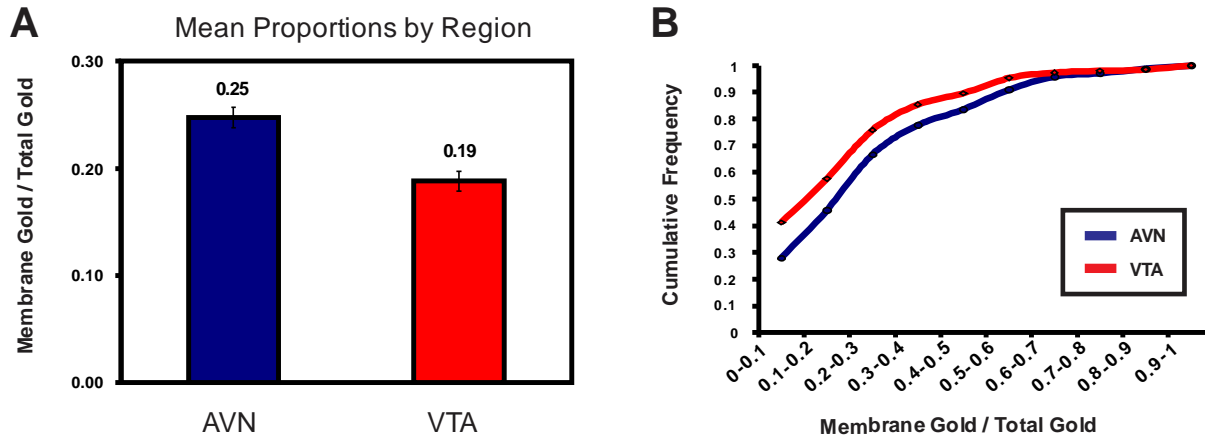 A
Mean Proportions by Region
Membrane Gold / Total Gold
0.30
0.20
0.10
0.00
0.25
0.19
AVN
VTA
B
Cumulative Frequency
1
0.9
0.8
0.7
0.6
0.5
0.4
0.3
0.2
0.1
0
AVN
VTA
0-0.1
0.1-0.2
0.2-0.3
0.3-0.4
0.4-0.5
0.5-0.6
0.6-0.7
0.7-0.8
0.8-0.9
0.9-1
Membrane Gold / Total Gold